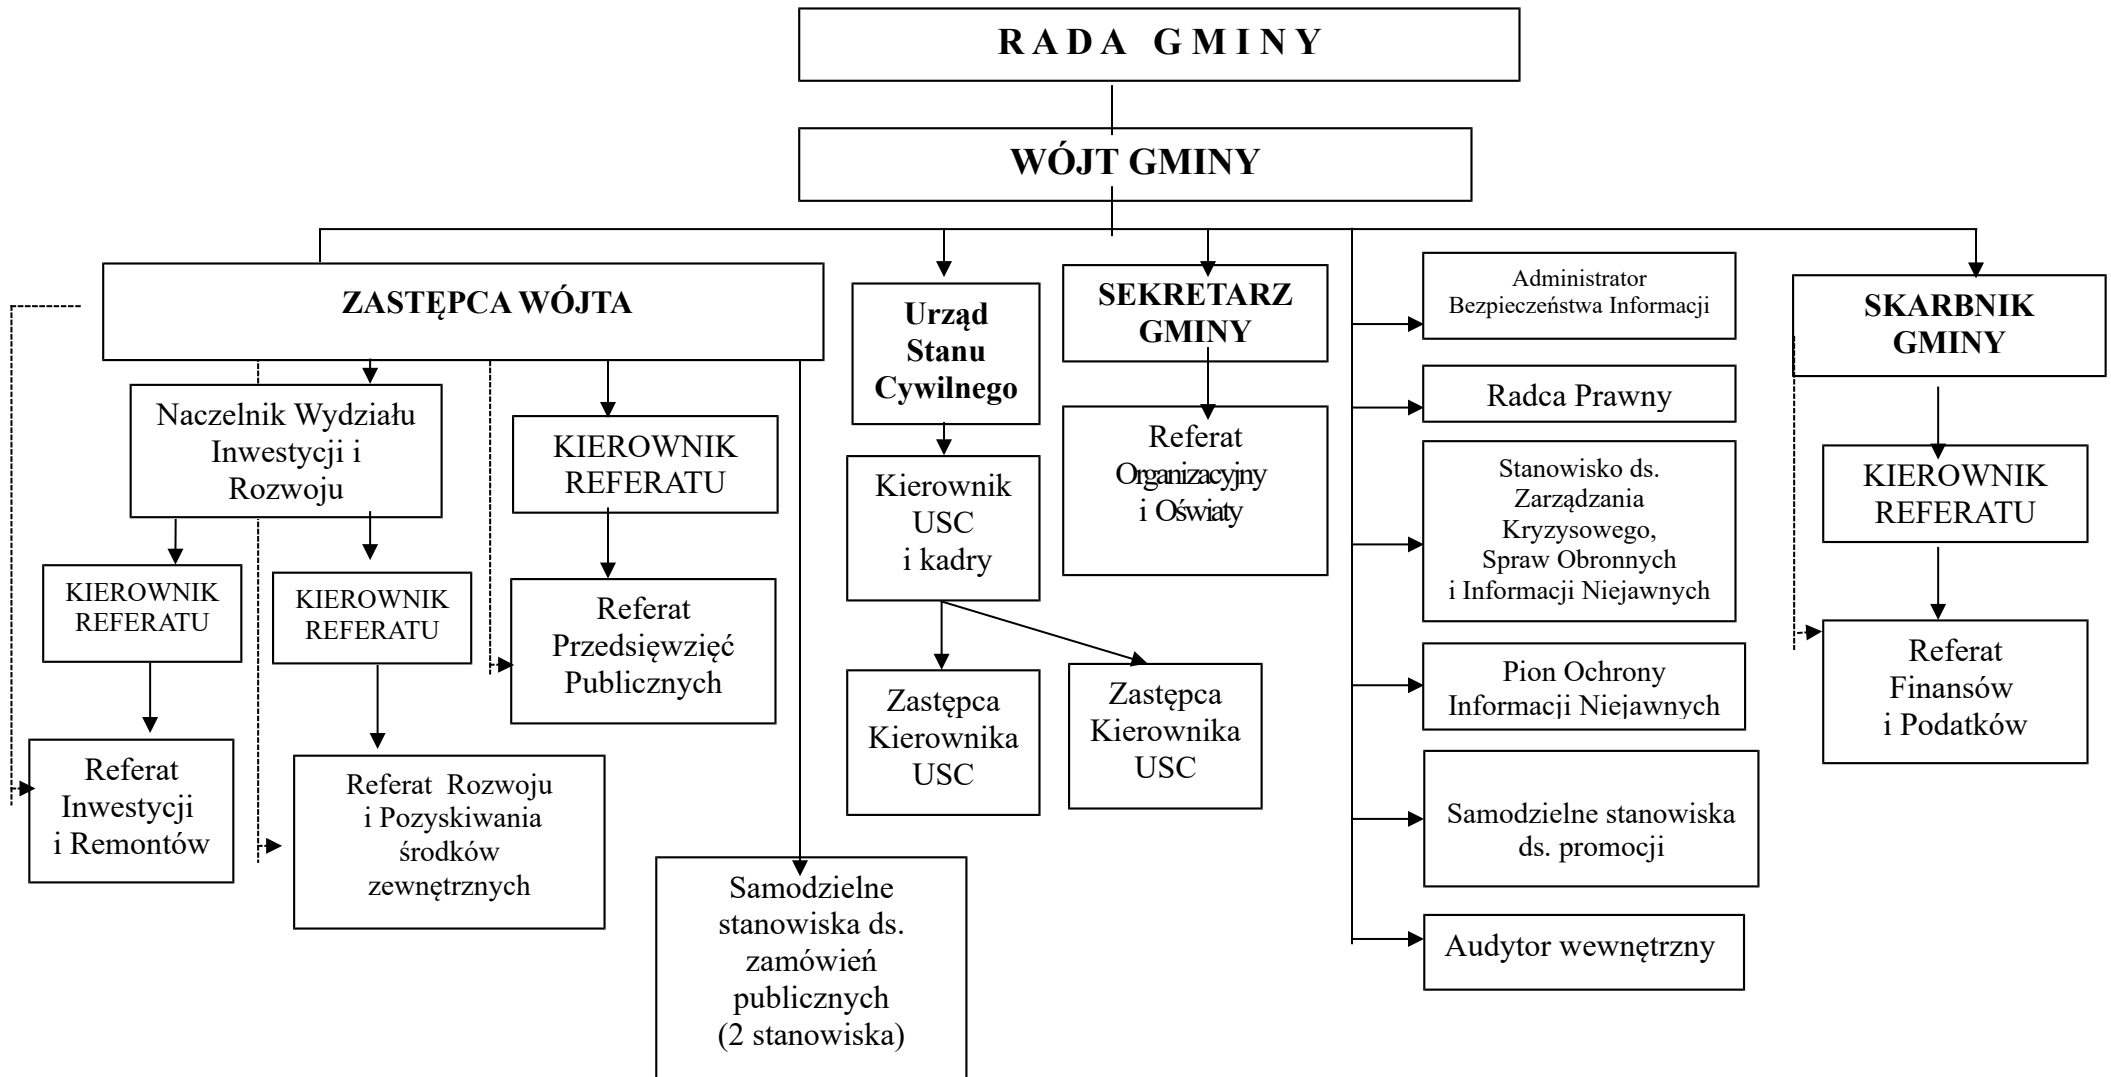 RADA GMINY
WÓJT GMINY
ZASTĘPCA WÓJTA
Urząd
Stanu
Cywilnego
SEKRETARZ
GMINY
Administrator
Bezpieczeństwa Informacji
SKARBNIK
GMINY
Naczelnik Wydziału
Inwestycji i
Rozwoju
KIEROWNIK
REFERATU
Kierownik
USC
i kadry
Referat
Organizacyjny
i Oświaty
Radca Prawny
Stanowisko ds.
Zarządzania
Kryzysowego,
Spraw Obronnych
i Informacji Niejawnych
KIEROWNIK
REFERATU
KIEROWNIK
REFERATU
KIEROWNIK
REFERATU
Referat
Przedsięwzięć
Publicznych
Zastępca
Kierownika
USC
Zastępca
Kierownika
USC
Pion Ochrony
Informacji Niejawnych
Referat
Finansów
i Podatków
Referat
Inwestycji
i Remontów
Referat Rozwoju
i Pozyskiwania
środków
zewnętrznych
Samodzielne
stanowiska ds.
zamówień
publicznych
(2 stanowiska)
Samodzielne stanowiska
ds. promocji
Audytor wewnętrzny